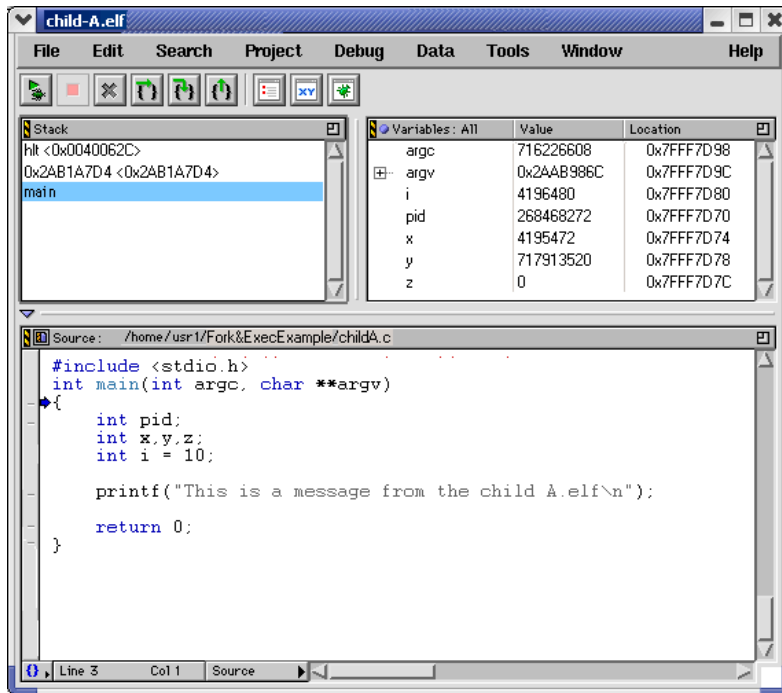 child-A.elf
File Edit Search Project Debug Data Tools Window Help
XY
Stack
hlt <0x0040062C>
0x2AB1A7D4 <0x2AB1A7D4>
main
Variables: All Value Location
argc 716226608 0x7FFF7D98
argv 0x2AAB986C 0x7FFF7D9C
i 4196480 0x7FFF7D80
pid 268468272 0x7FFF7D70
x 4195472 0x7FFF7D74
y 717913520 0x7FFF7D78
z 0 0x7FFF7D7C
Source: /home/usr1/Fork&ExecExample/childA.c
#include <stdio.h>
int main(int argc, char **argv)
{
int pid;
int x,y,z;
int i = 10;
printf("This is a message from the child A.elf\n");
return 0;
}
{} Line 3 Col 1 Source